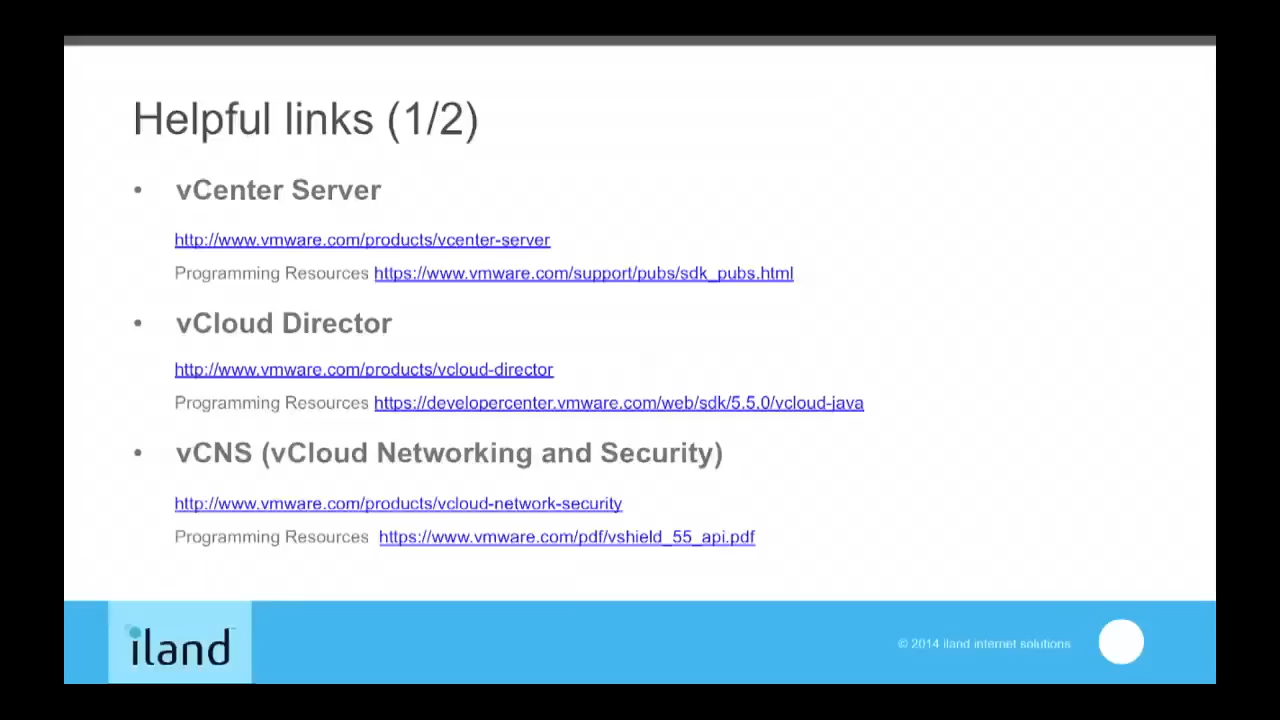 Helpful links (1/2)
• vCenter Server
http://www.vmware.com/products/vcenter-server
Programming Resources https://www.vmware.com/support/pubs/sdk_pubs.html
• vCloud Director
http://www.vmware.com/products/vcloud-director
Programming Resources https://developercenter.vmware.com/web/sdk/5.5.0/vcloud-java
• vCNS (vCloud Networking and Security)
http://www.vmware.com/products/vcloud-network-security
Programming Resources https://www.vmware.com/pdf/vshield_55_api.pdf
iland
© 2014 iland internet solutions